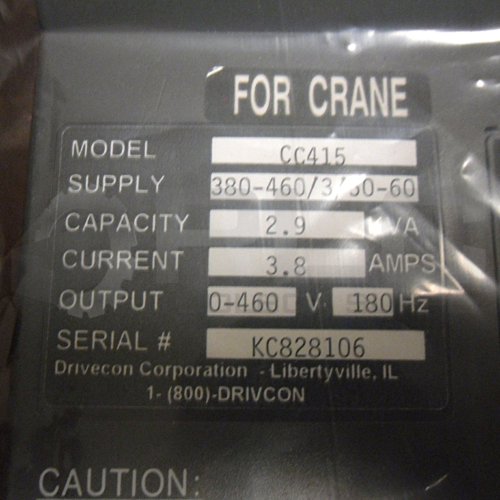 FOR CRANE
MODEL CC415
SUPPLY 380-460/3/50-60
CAPACITY 2.9 KVA
CURRENT 3.8 AMPS
OUTPUT 0-460 V 180 Hz
SERIAL # KC828106
Drivecon Corporation - Libertyville, IL
1- (800)-DRIVCON
CAUTION: